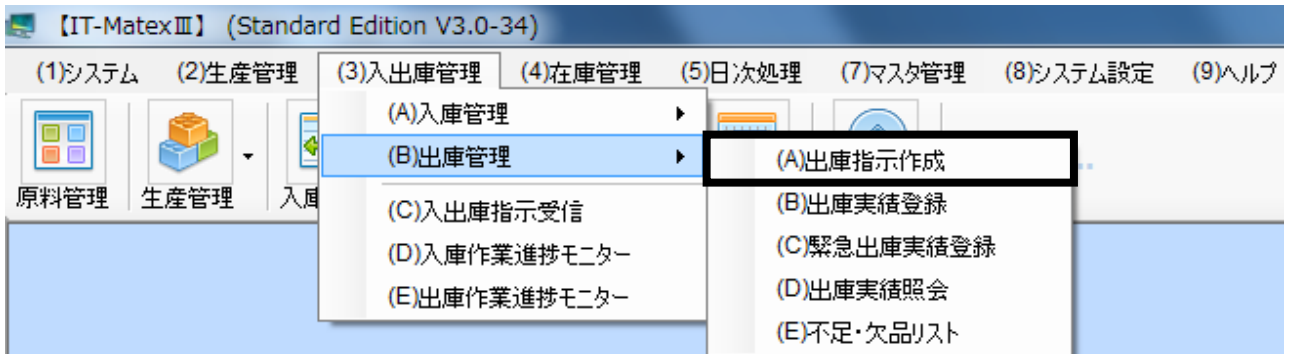 【IT-MatexⅢ】 (Standard Edition V3.0-34)
(1)システム (2)生産管理 (3)入出庫管理 (4)在庫管理 (5)日次処理 (7)マスタ管理 (8)システム設定 (9)ヘルプ
(A)入庫管理
(B)出庫管理
(C)入出庫指示受信
(D)入庫作業進捗モニター
(E)出庫作業進捗モニター
(A)出庫指示作成
(B)出庫実績登録
(C)緊急出庫実績登録
(D)出庫実績照会
(E)不足・欠品リスト
原料管理 生産管理 入庫